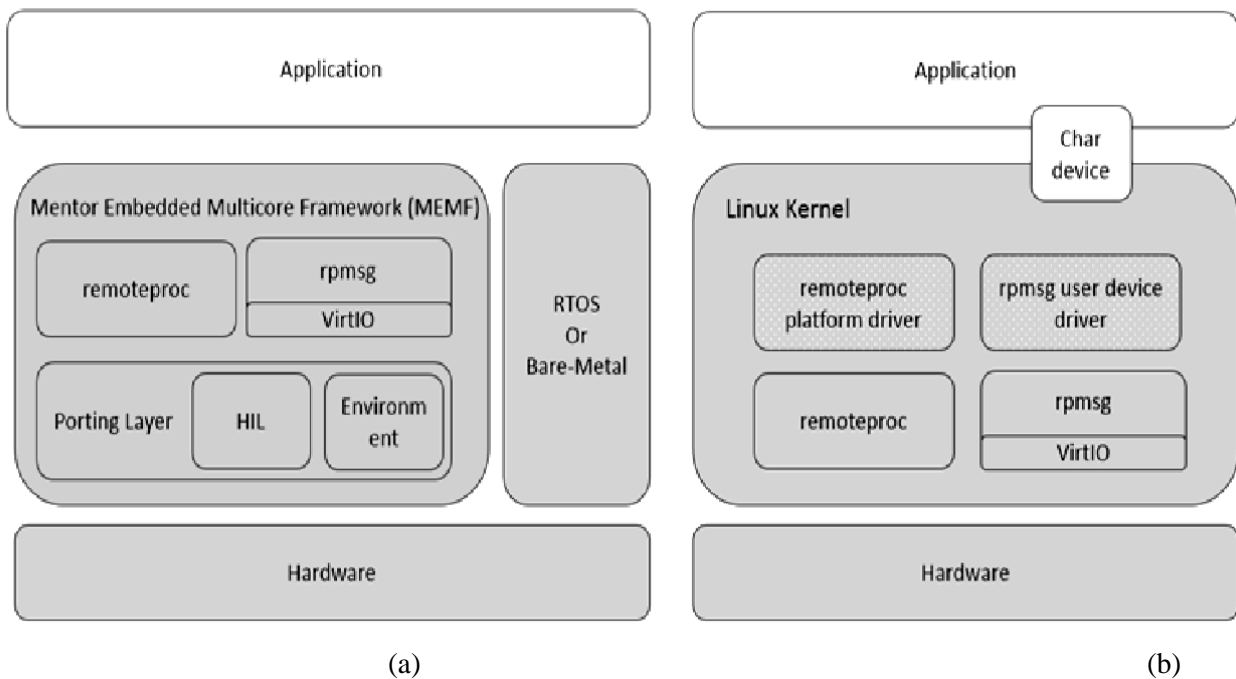 Application
Mentor Embedded Multicore Framework (MEMF)
remoteproc
rpmsg
VirtIO
Porting Layer
HIL
Environm
ent
RTOS
Or
Bare-Metal
Hardware
(a)
Application
Char
device
Linux Kernel
remoteproc
platform driver
rpmsg user device
driver
remoteproc
rpmsg
VirtIO
Hardware
(b)